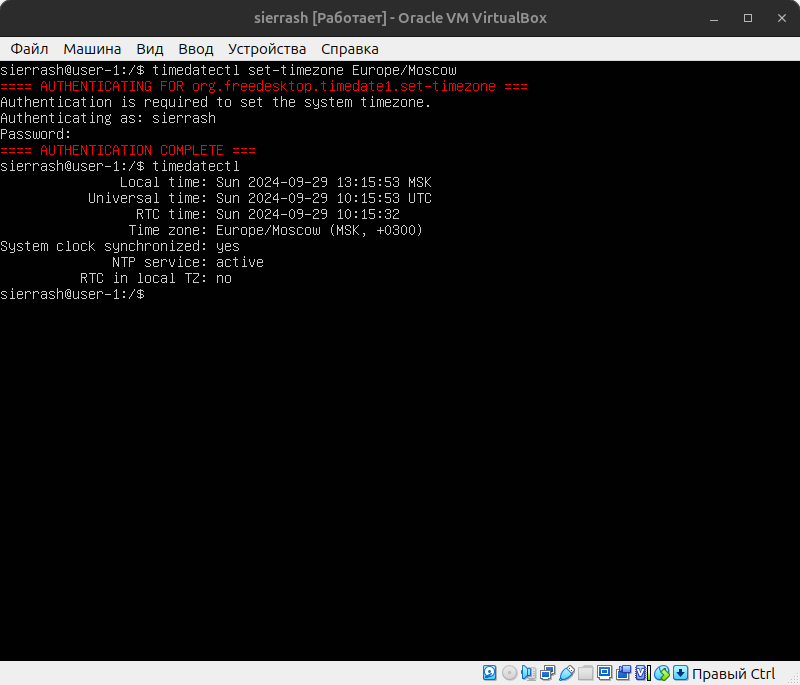 sierrash [Работает] - Oracle VM VirtualBox
Файл Машина Вид Ввод Устройства Справка
sierrash@user-1:/$ timedatectl set-timezone Europe/Moscow
==== AUTHENTICATING FOR org.freedesktop.timedate1.set-timezone ===
Authentication is required to set the system timezone.
Authenticating as: sierrash
Password:
==== AUTHENTICATION COMPLETE ===
sierrash@user-1:/$ timedatectl
Local time: Sun 2024-09-29 13:15:53 MSK
Universal time: Sun 2024-09-29 10:15:53 UTC
RTC time: Sun 2024-09-29 10:15:32
Time zone: Europe/Moscow (MSK, +0300)
System clock synchronized: yes
NTP service: active
RTC in local TZ: no
sierrash@user-1:/$
Правый Ctrl